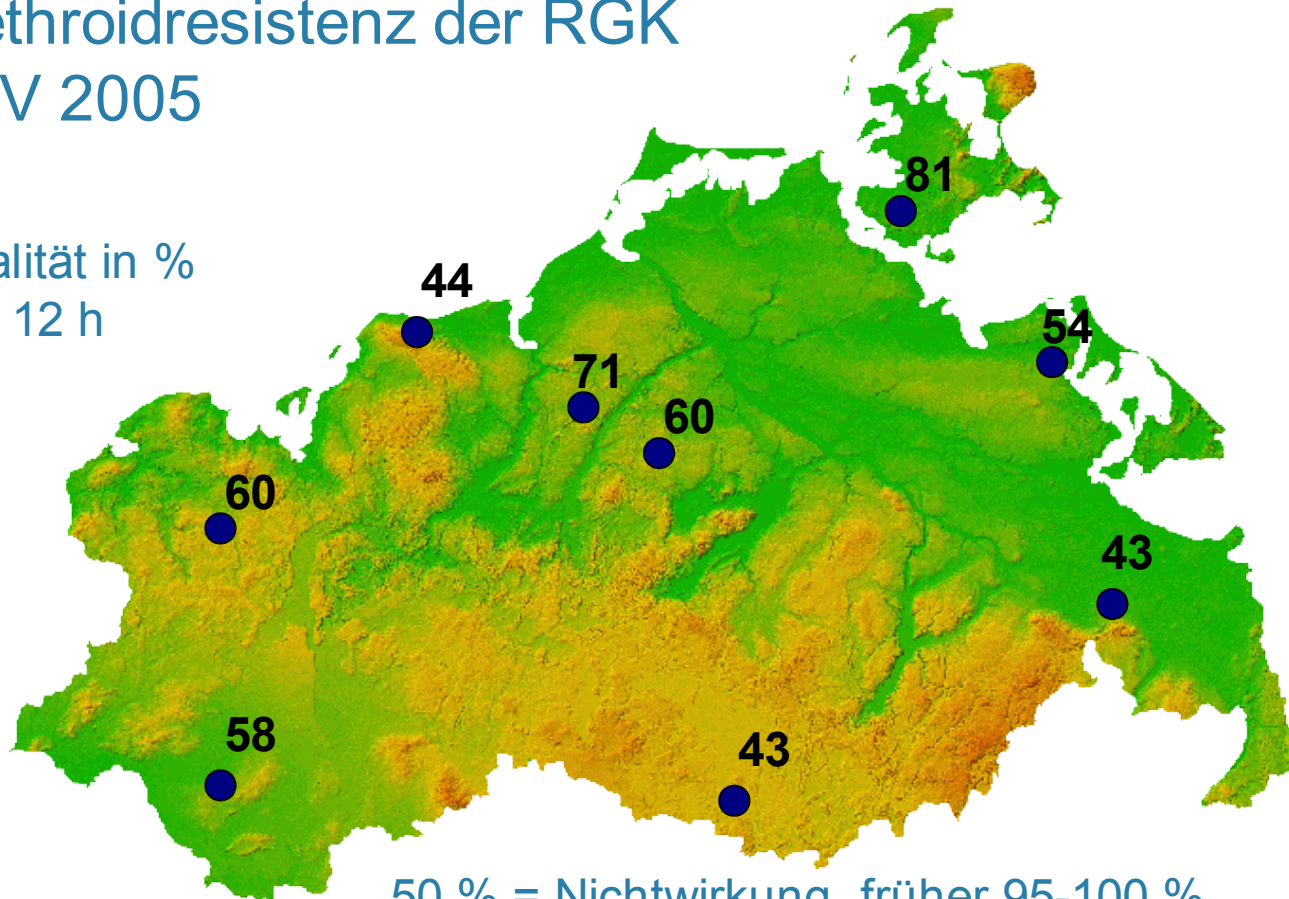 ethroidresistenz der RGK
V 2005
81
alität in %
44
12 h
54
71
60
60
43
58
43
50 % = Nichtwirkung, früher 95-100 %